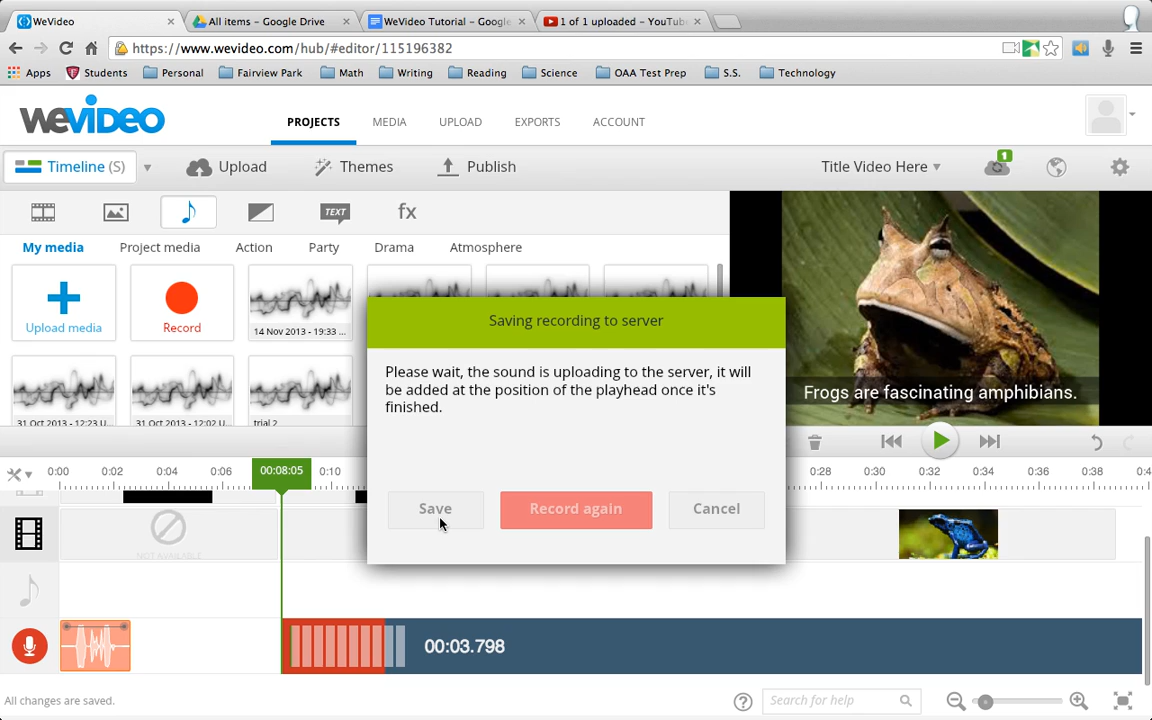 WeVideo
All items – Google Drive
WeVideo Tutorial – Google
1 of 1 uploaded – YouTube
https://www.wevideo.com/hub/#editor/115196382
Apps Students Personal Fairview Park Math Writing Reading Science OAA Test Prep S.S. Technology
wevideo
PROJECTS MEDIA UPLOAD EXPORTS ACCOUNT
Timeline (S) Upload Themes Publish Title Video Here 1
TEXT fx
My media Project media Action Party Drama Atmosphere
Upload media
Record
14 Nov 2013 - 19:33 ...
31 Oct 2013 - 12:23 U...
31 Oct 2013 - 12:02 U...
trial 2
Frogs are fascinating amphibians.
Saving recording to server
Please wait, the sound is uploading to the server, it will
be added at the position of the playhead once it's
finished.
Save Record again Cancel
0:00 0:02 0:04 0:06 00:08:05 0:10 0:28 0:30 0:32 0:34 0:36 0:38 0:4
NOT AVAILABLE
00:03.798
All changes are saved.
Search for help